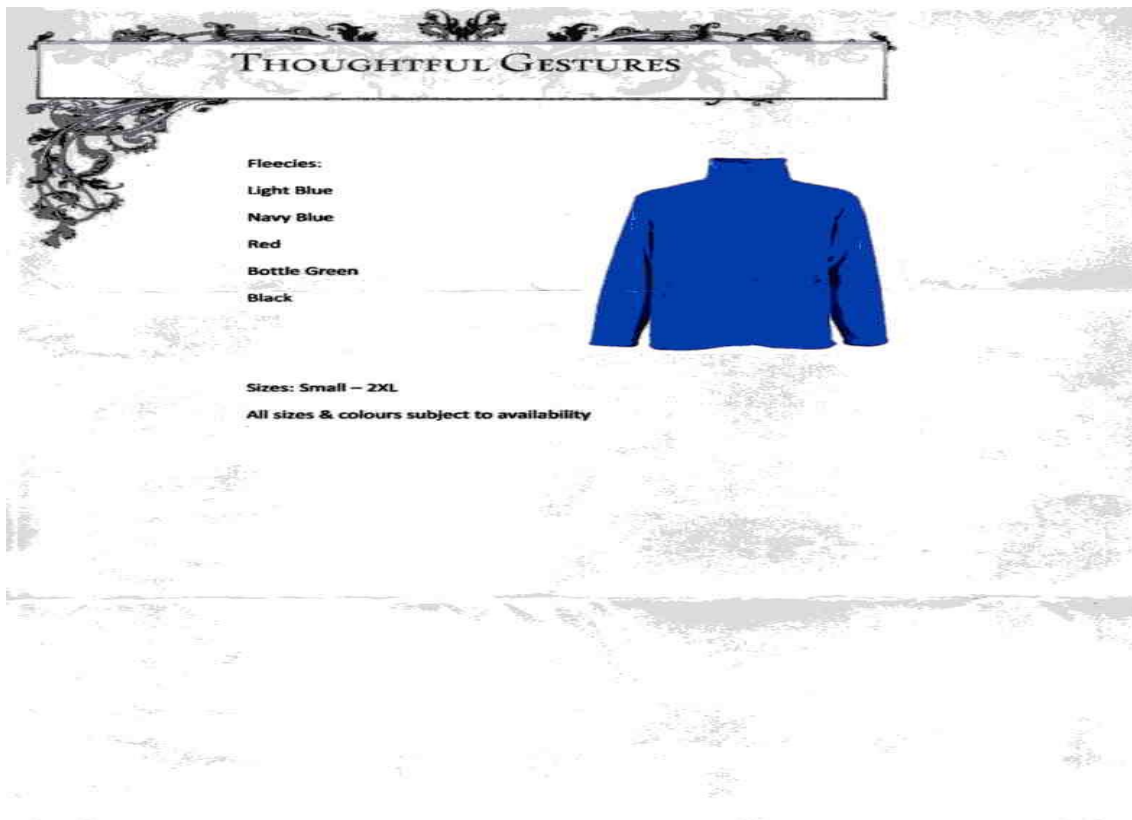 THOUGHTFUL GESTURES
Fleecies:
Light Blue
Navy Blue
Red
Bottle Green
Black
Sizes: Small – 2XL
All sizes & colours subject to availability